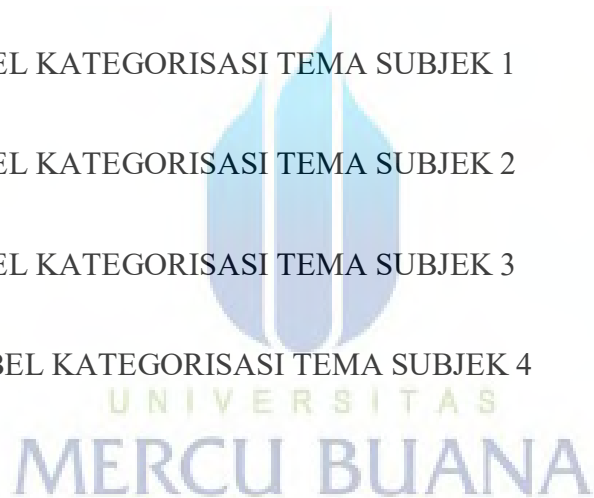 EL KATEGORISASI TEMA SUBJEK 1
EL KATEGORISASI TEMA SUBJEK 2
EL KATEGORISASI TEMA SUBJEK 3
BEL KATEGORISASI TEMA SUBJEK 4
UNIVERSITAS
MERCU BUANA